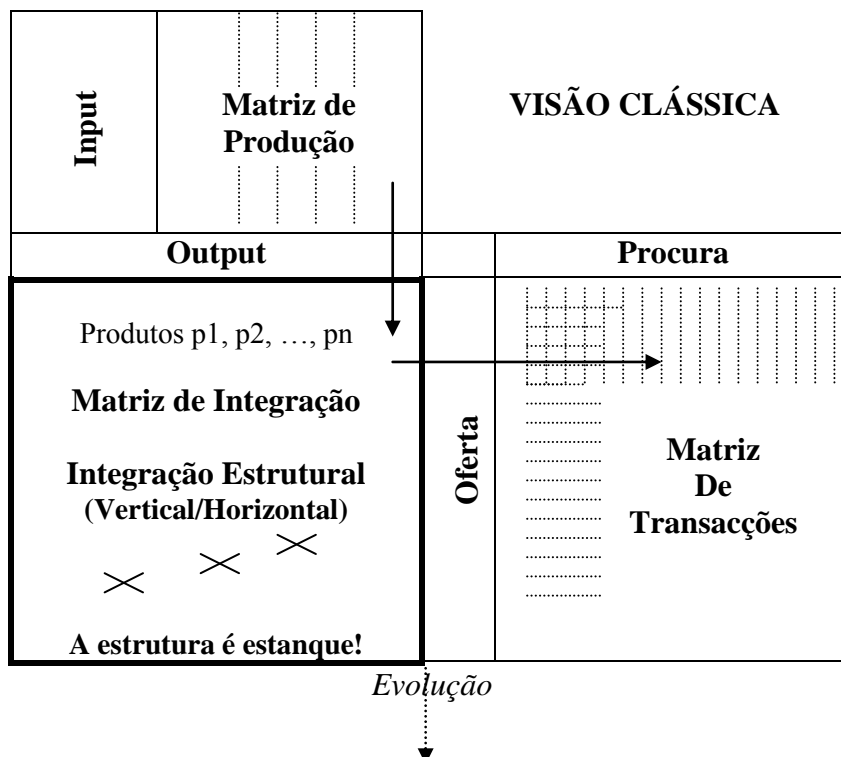 Input
Matriz de
Produção
VISÃO CLÁSSICA
Output
Procura
Produtos p1, p2, …, pn
Matriz de Integração
Integração Estrutural
(Vertical/Horizontal)
A estrutura é estanque!
Oferta
Matriz
De
Transacções
Evolução